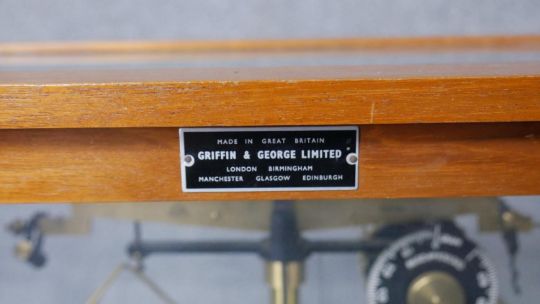 MADE IN GREAT BRITAIN
GRIFFIN & GEORGE LIMITED
LONDON BIRMINGHAM
MANCHESTER GLASGOW EDINBURGH